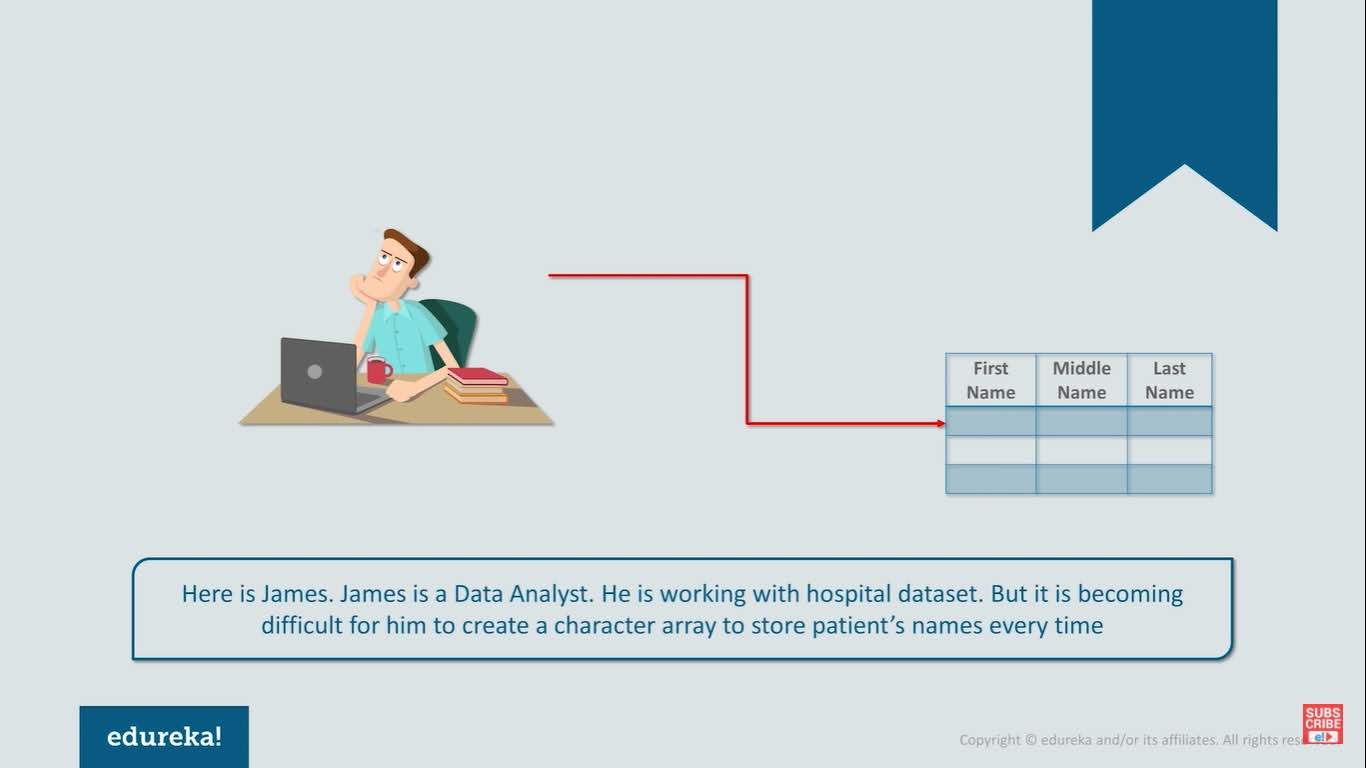 First Name
Middle Name
Last Name
Here is James. James is a Data Analyst. He is working with hospital dataset. But it is becoming
difficult for him to create a character array to store patient’s names every time
edureka!
Copyright © edureka and/or its affiliates. All rights
SUBS
CRIBE
e!